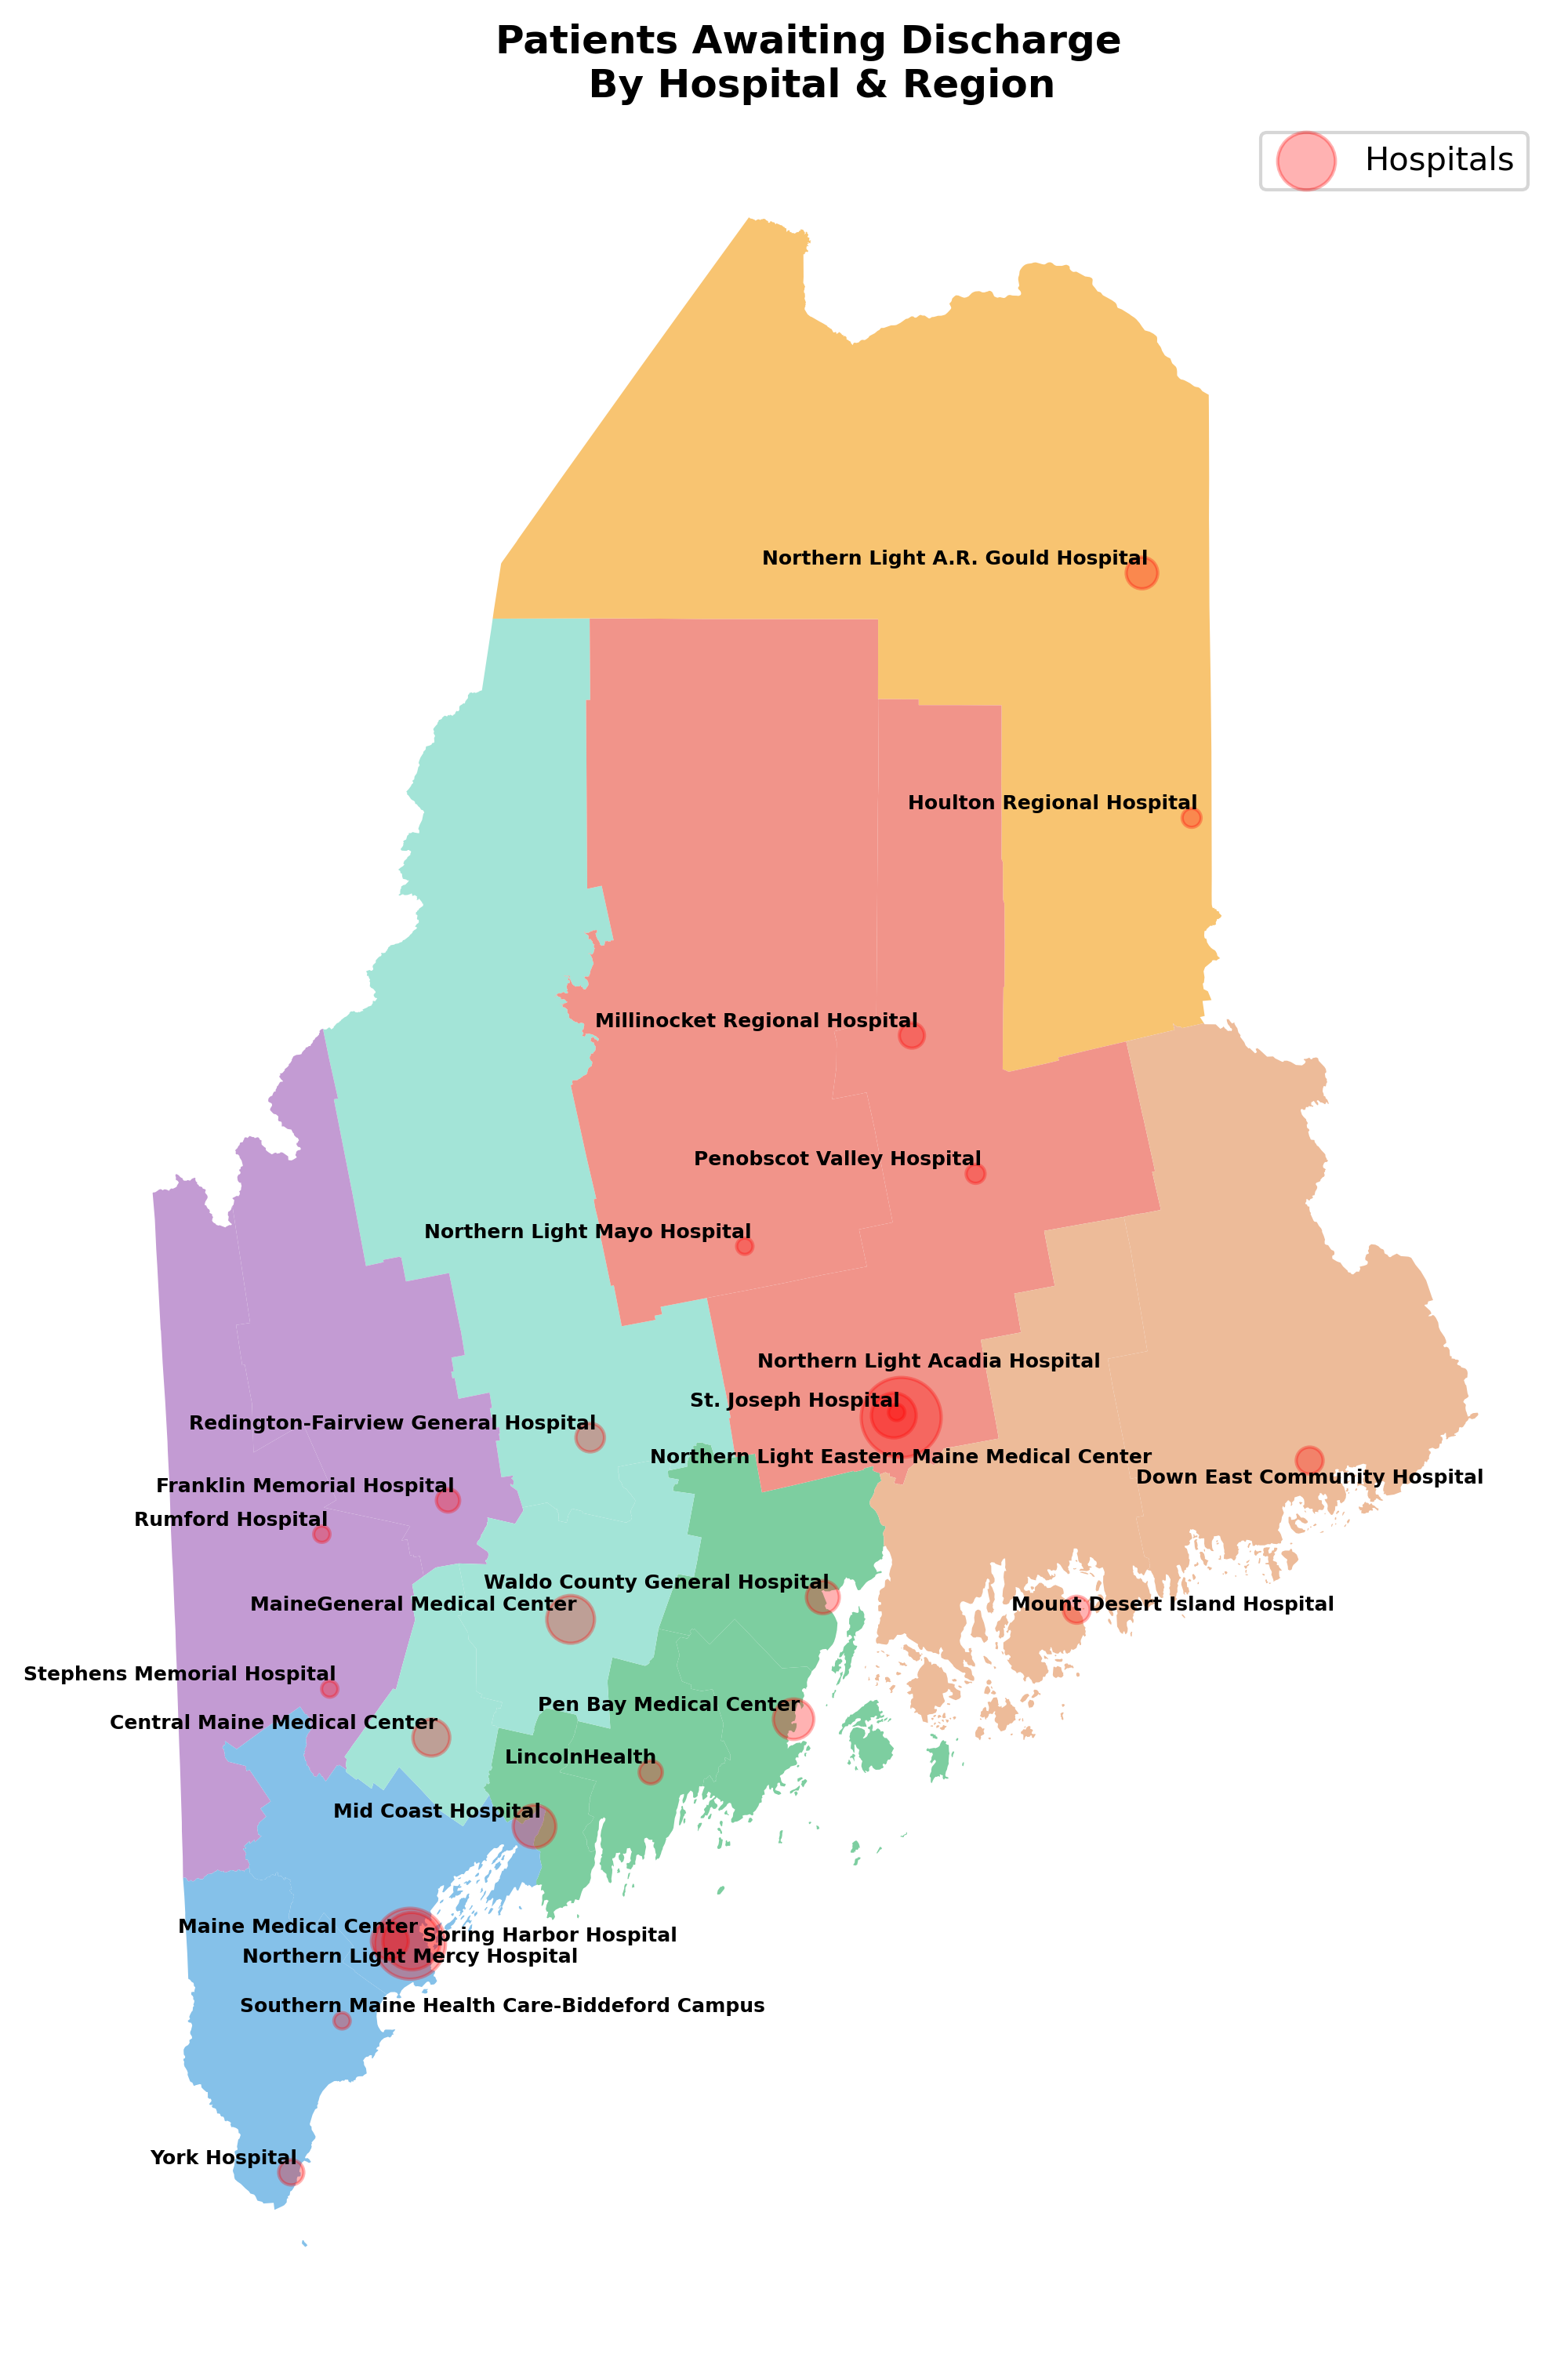 Patients Awaiting Discharge
By Hospital & Region
Hospitals
Northern Light A.R. Gould Hospital
Houlton Regional Hospital
Millinocket Regional Hospital
Penobscot Valley Hospital
Northern Light Mayo Hospital
Northern Light Acadia Hospital
St. Joseph Hospital
Redington-Fairview General Hospital
Northern Light Eastern Maine Medical Center
Down East Community Hospital
Franklin Memorial Hospital
Rumford Hospital
Waldo County General Hospital
MaineGeneral Medical Center
Mount Desert Island Hospital
Stephens Memorial Hospital
Pen Bay Medical Center
Central Maine Medical Center
LincolnHealth
Mid Coast Hospital
Maine Medical Center
Spring Harbor Hospital
Northern Light Mercy Hospital
Southern Maine Health Care-Biddeford Campus
York Hospital